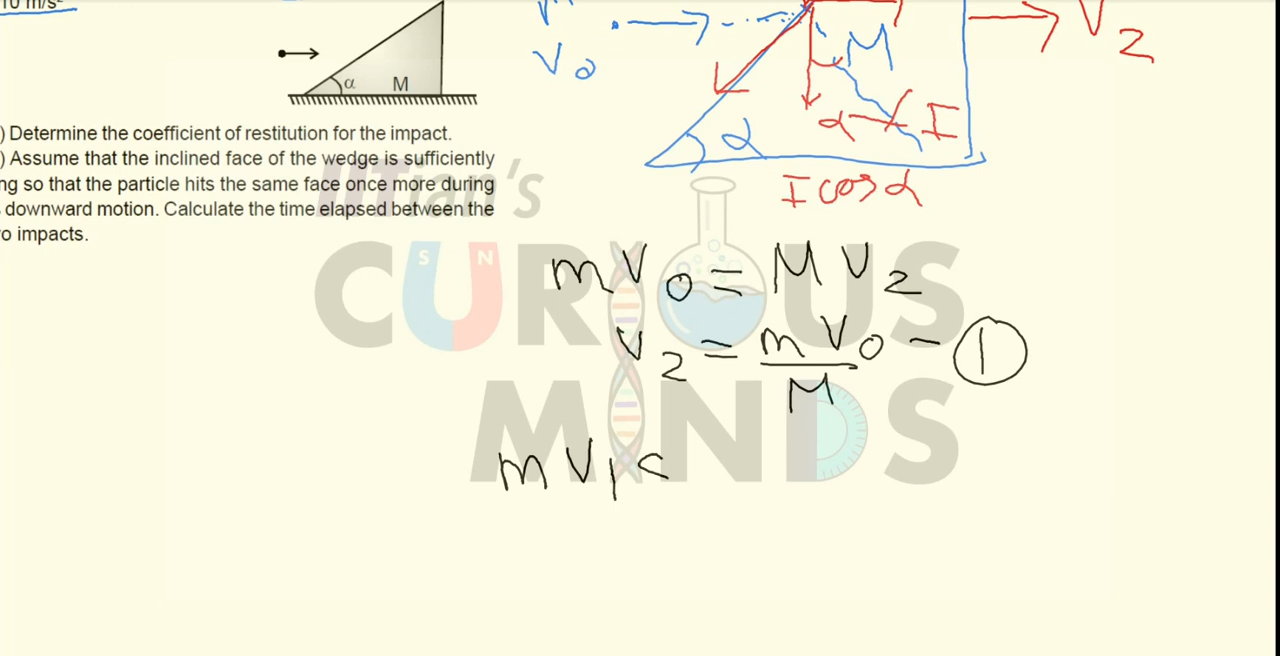 α M
) Determine the coefficient of restitution for the impact.
) Assume that the inclined face of the wedge is sufficiently
ng so that the particle hits the same face once more during
downward motion. Calculate the time elapsed between the
o impacts.
V0
M
V2
α
α
I
I cos α
IITian's
CURIOUS
S N
MINDS
mV0 = MV2
V2 = mV0/M - ①
mV1c